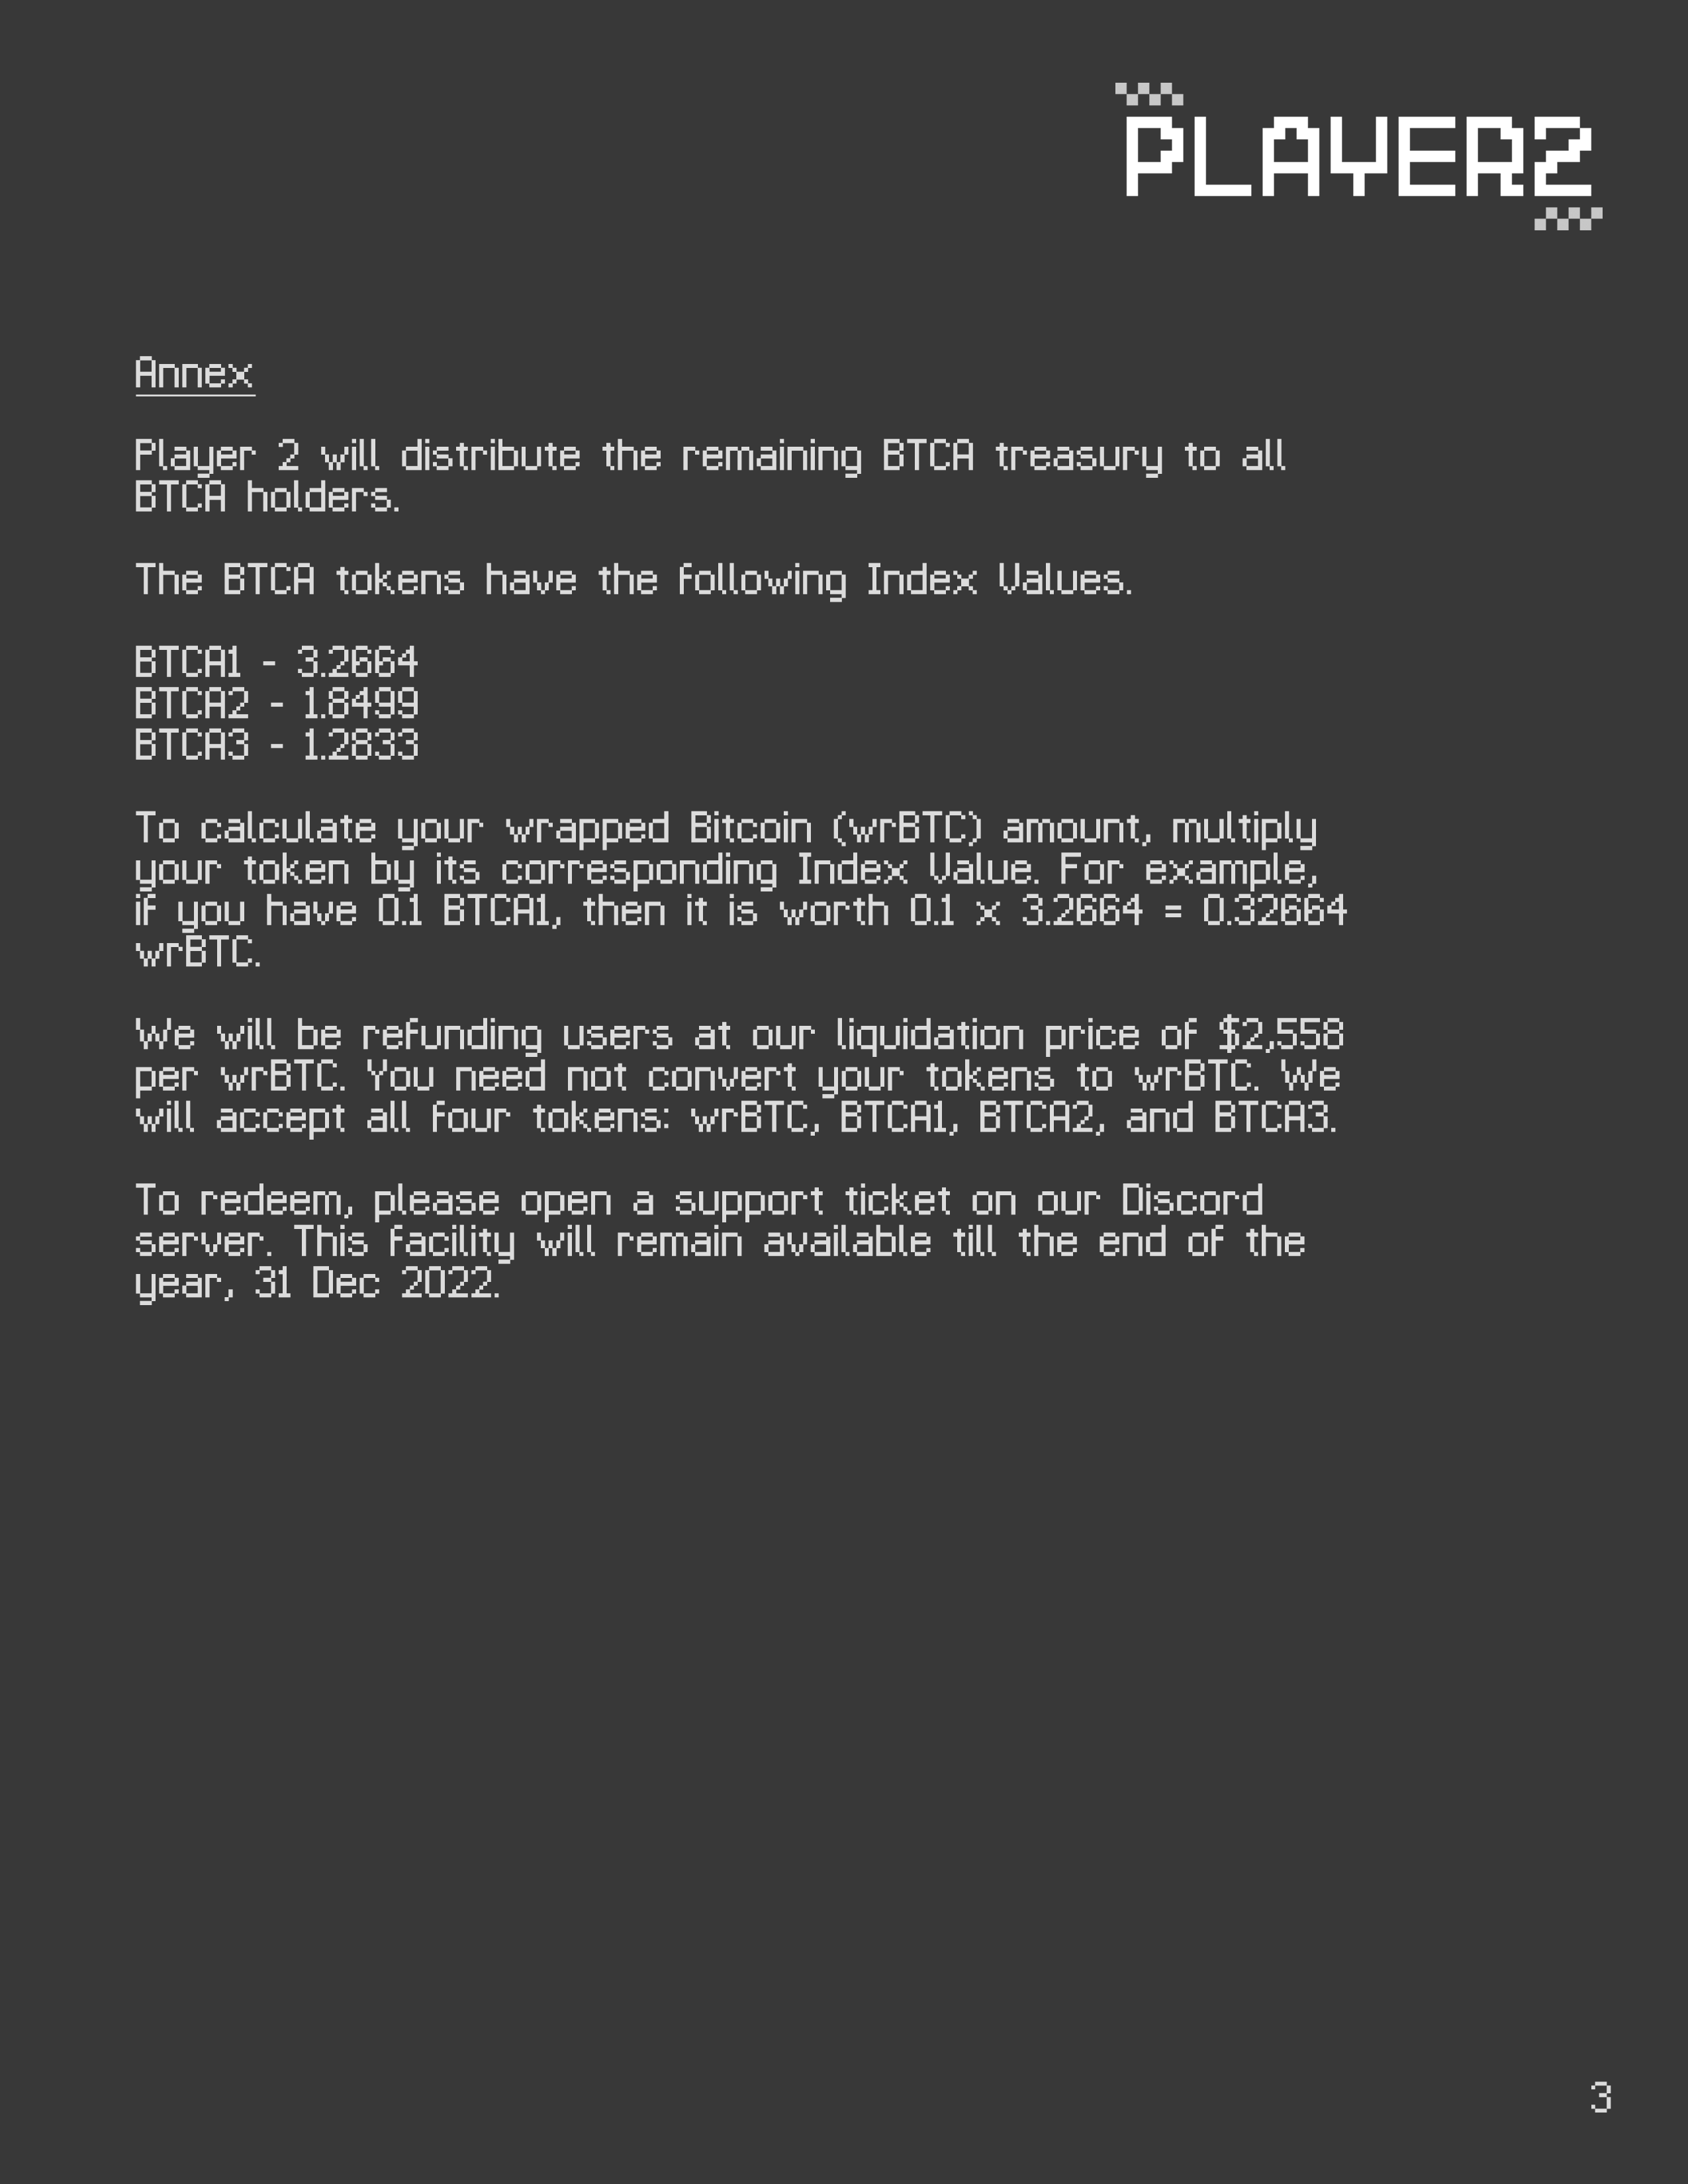 PLAYER2
Annex
Player 2 will distribute the remaining BTCA treasury to all
BTCA holders.
The BTCA tokens have the following Index Values.
BTCA1 - 3.2664
BTCA2 - 1.8499
BTCA3 - 1.2833
To calculate your wrapped Bitcoin (wrBTC) amount, multiply
your token by its corresponding Index Value. For example,
if you have 0.1 BTCA1, then it is worth 0.1 x 3.2664 = 0.32664
wrBTC.
We will be refunding users at our liquidation price of $2,558
per wrBTC. You need not convert your tokens to wrBTC. We
will accept all four tokens: wrBTC, BTCA1, BTCA2, and BTCA3.
To redeem, please open a support ticket on our Discord
server. This facility will remain available till the end of the
year, 31 Dec 2022.
3